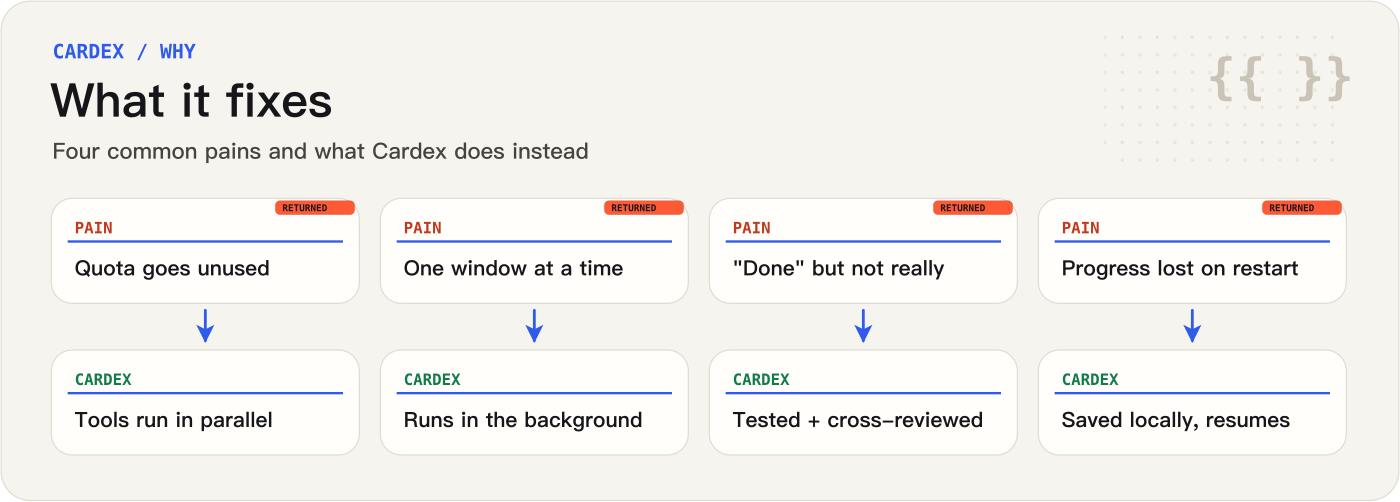 CARDEX / WHY
What it fixes
Four common pains and what Cardex does instead
{{ }}
RETURNED
PAIN
Quota goes unused
RETURNED
PAIN
One window at a time
RETURNED
PAIN
"Done" but not really
RETURNED
PAIN
Progress lost on restart
CARDEX
Tools run in parallel
CARDEX
Runs in the background
CARDEX
Tested + cross–reviewed
CARDEX
Saved locally, resumes